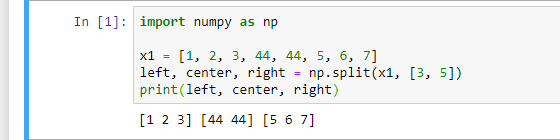 In [1]: import numpy as np
x1 = [1, 2, 3, 44, 44, 5, 6, 7]
left, center, right = np.split(x1, [3, 5])
print(left, center, right)
[1 2 3] [44 44] [5 6 7]